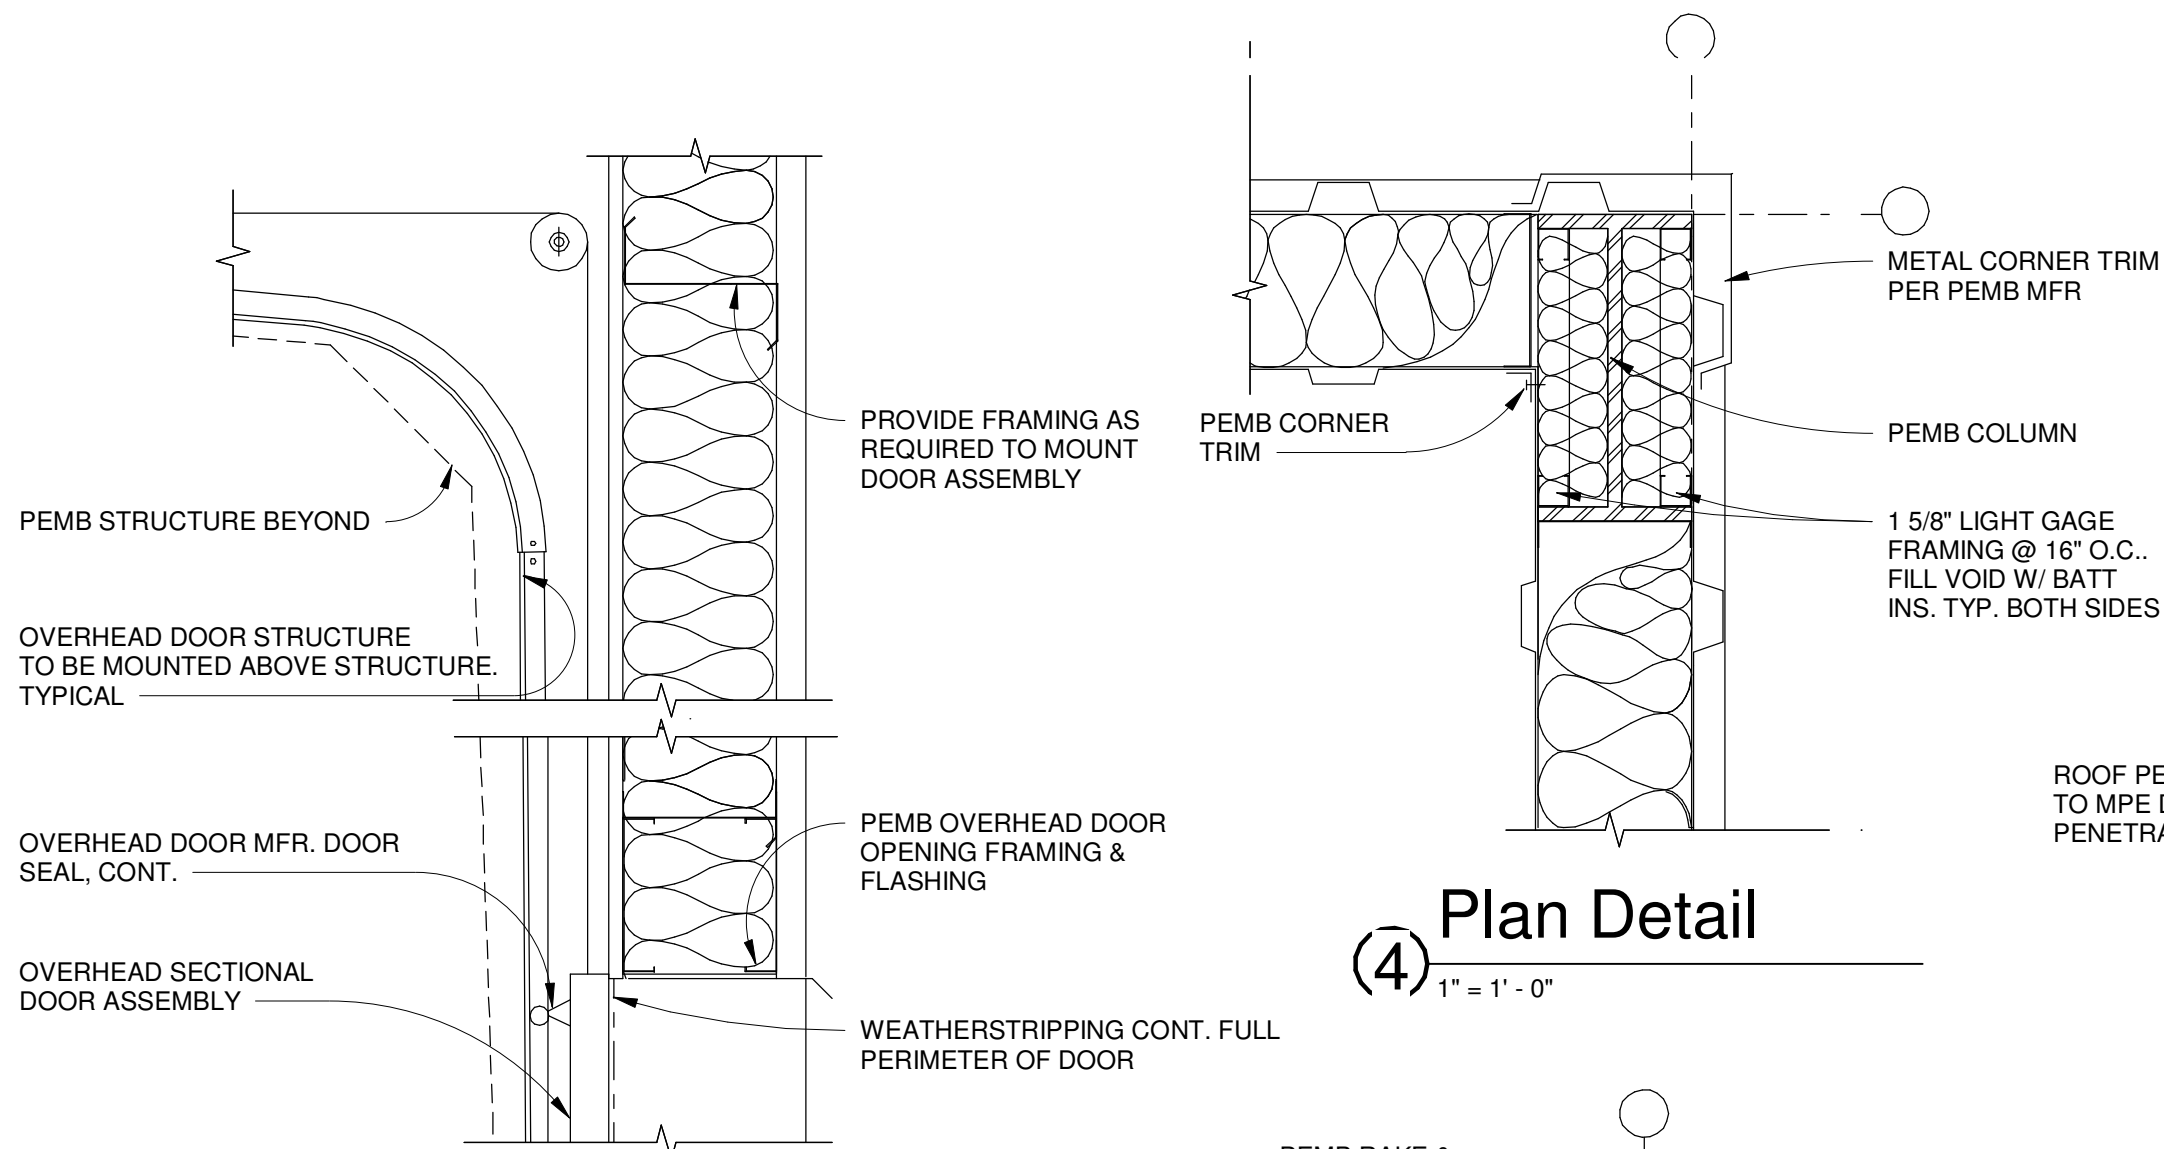 PROVIDE FRAMING AS
REQUIRED TO MOUNT
DOOR ASSEMBLY
PEMB STRUCTURE BEYOND
OVERHEAD DOOR STRUCTURE
TO BE MOUNTED ABOVE STRUCTURE.
TYPICAL
OVERHEAD DOOR MFR. DOOR
SEAL, CONT.
PEMB OVERHEAD DOOR
OPENING FRAMING &
FLASHING
OVERHEAD SECTIONAL
DOOR ASSEMBLY
WEATHERSTRIPPING CONT. FULL
PERIMETER OF DOOR
METAL CORNER TRIM
PER PEMB MFR
PEMB CORNER
TRIM
PEMB COLUMN
1 5/8" LIGHT GAGE
FRAMING @ 16" O.C..
FILL VOID W/ BATT
INS. TYP. BOTH SIDES
4
Plan Detail
1" = 1' - 0"
ROOF
TO MPE